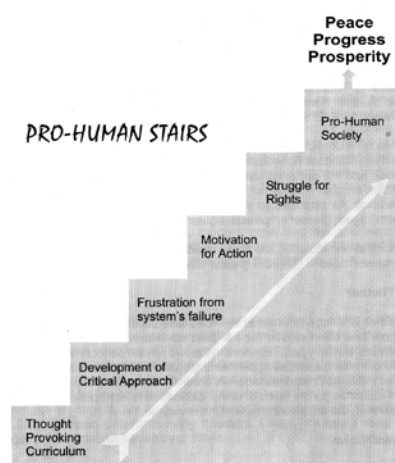 Peace
Progress
Prosperity
PRO-HUMAN STAIRS
Pro-Human
Society
Struggle for
Rights
Motivation
for Action
Frustration from
system's failure
Development of
Critical Approach
Thought
Provoking
Curriculum